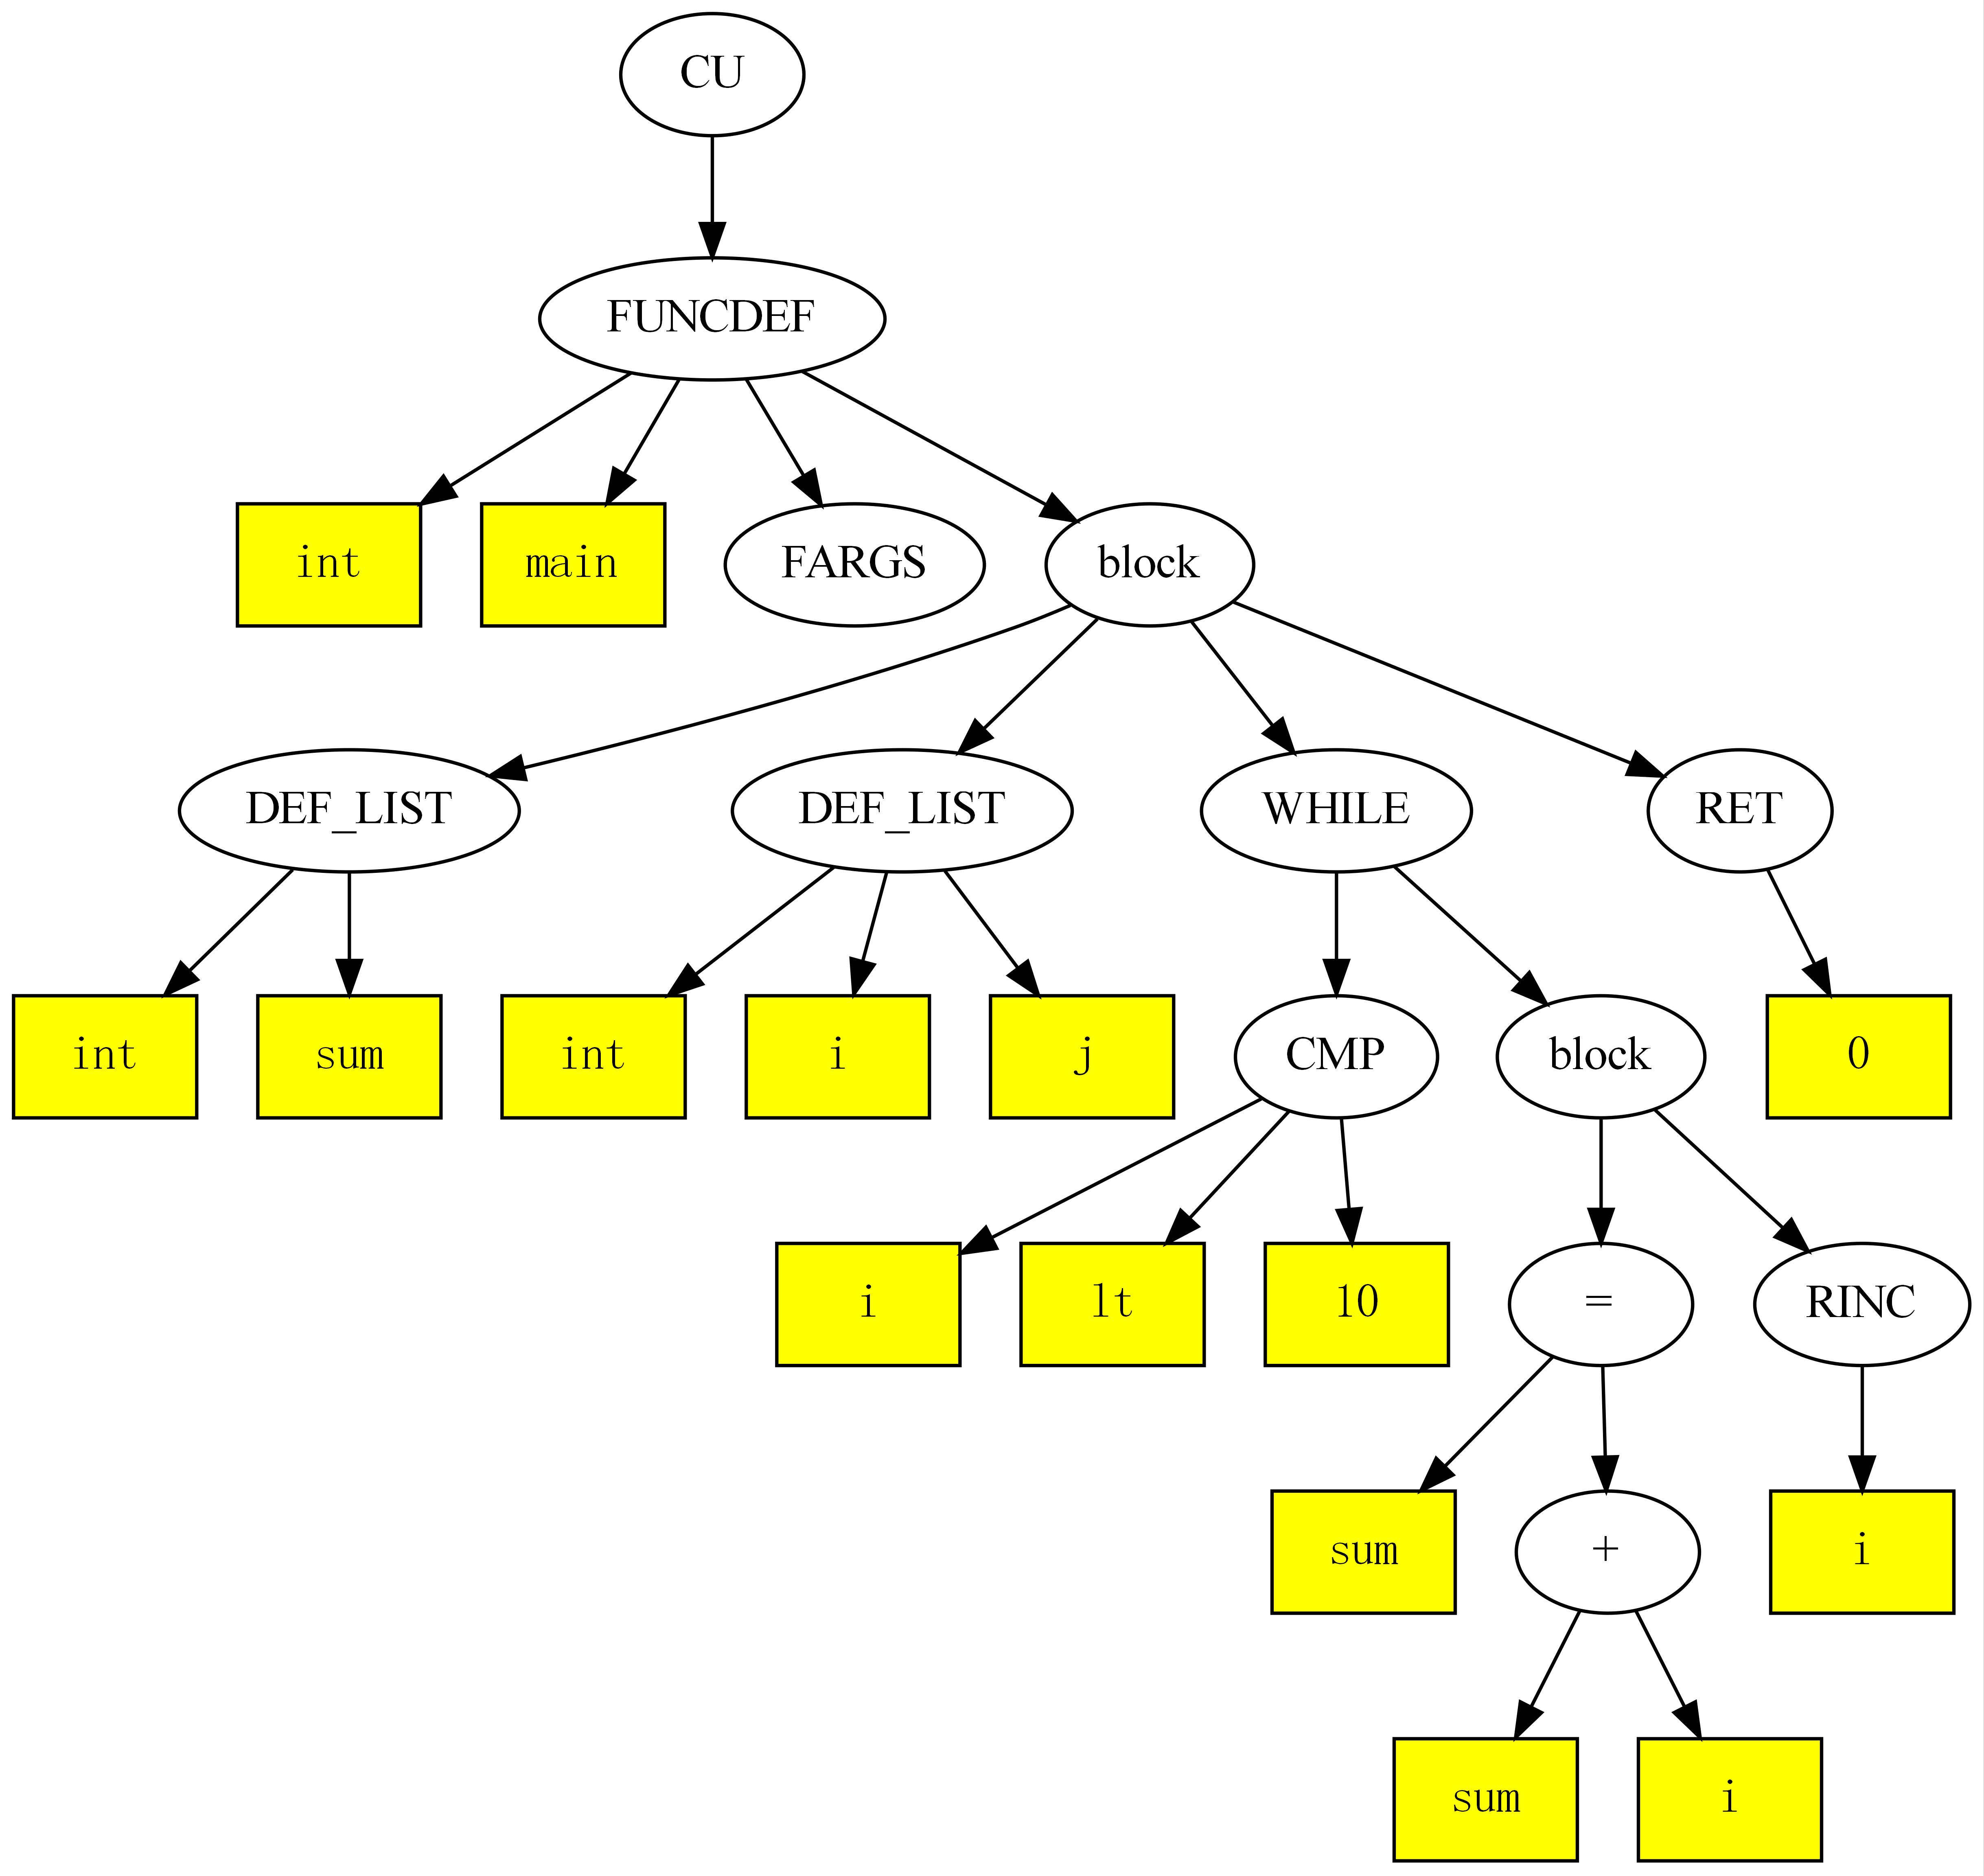 CU
FUNCDEF
int main FARGS block
DEF_LIST DEF_LIST WHILE RET
int sum int i j CMP block 0
i lt 10 = RINC
sum + i
sum i